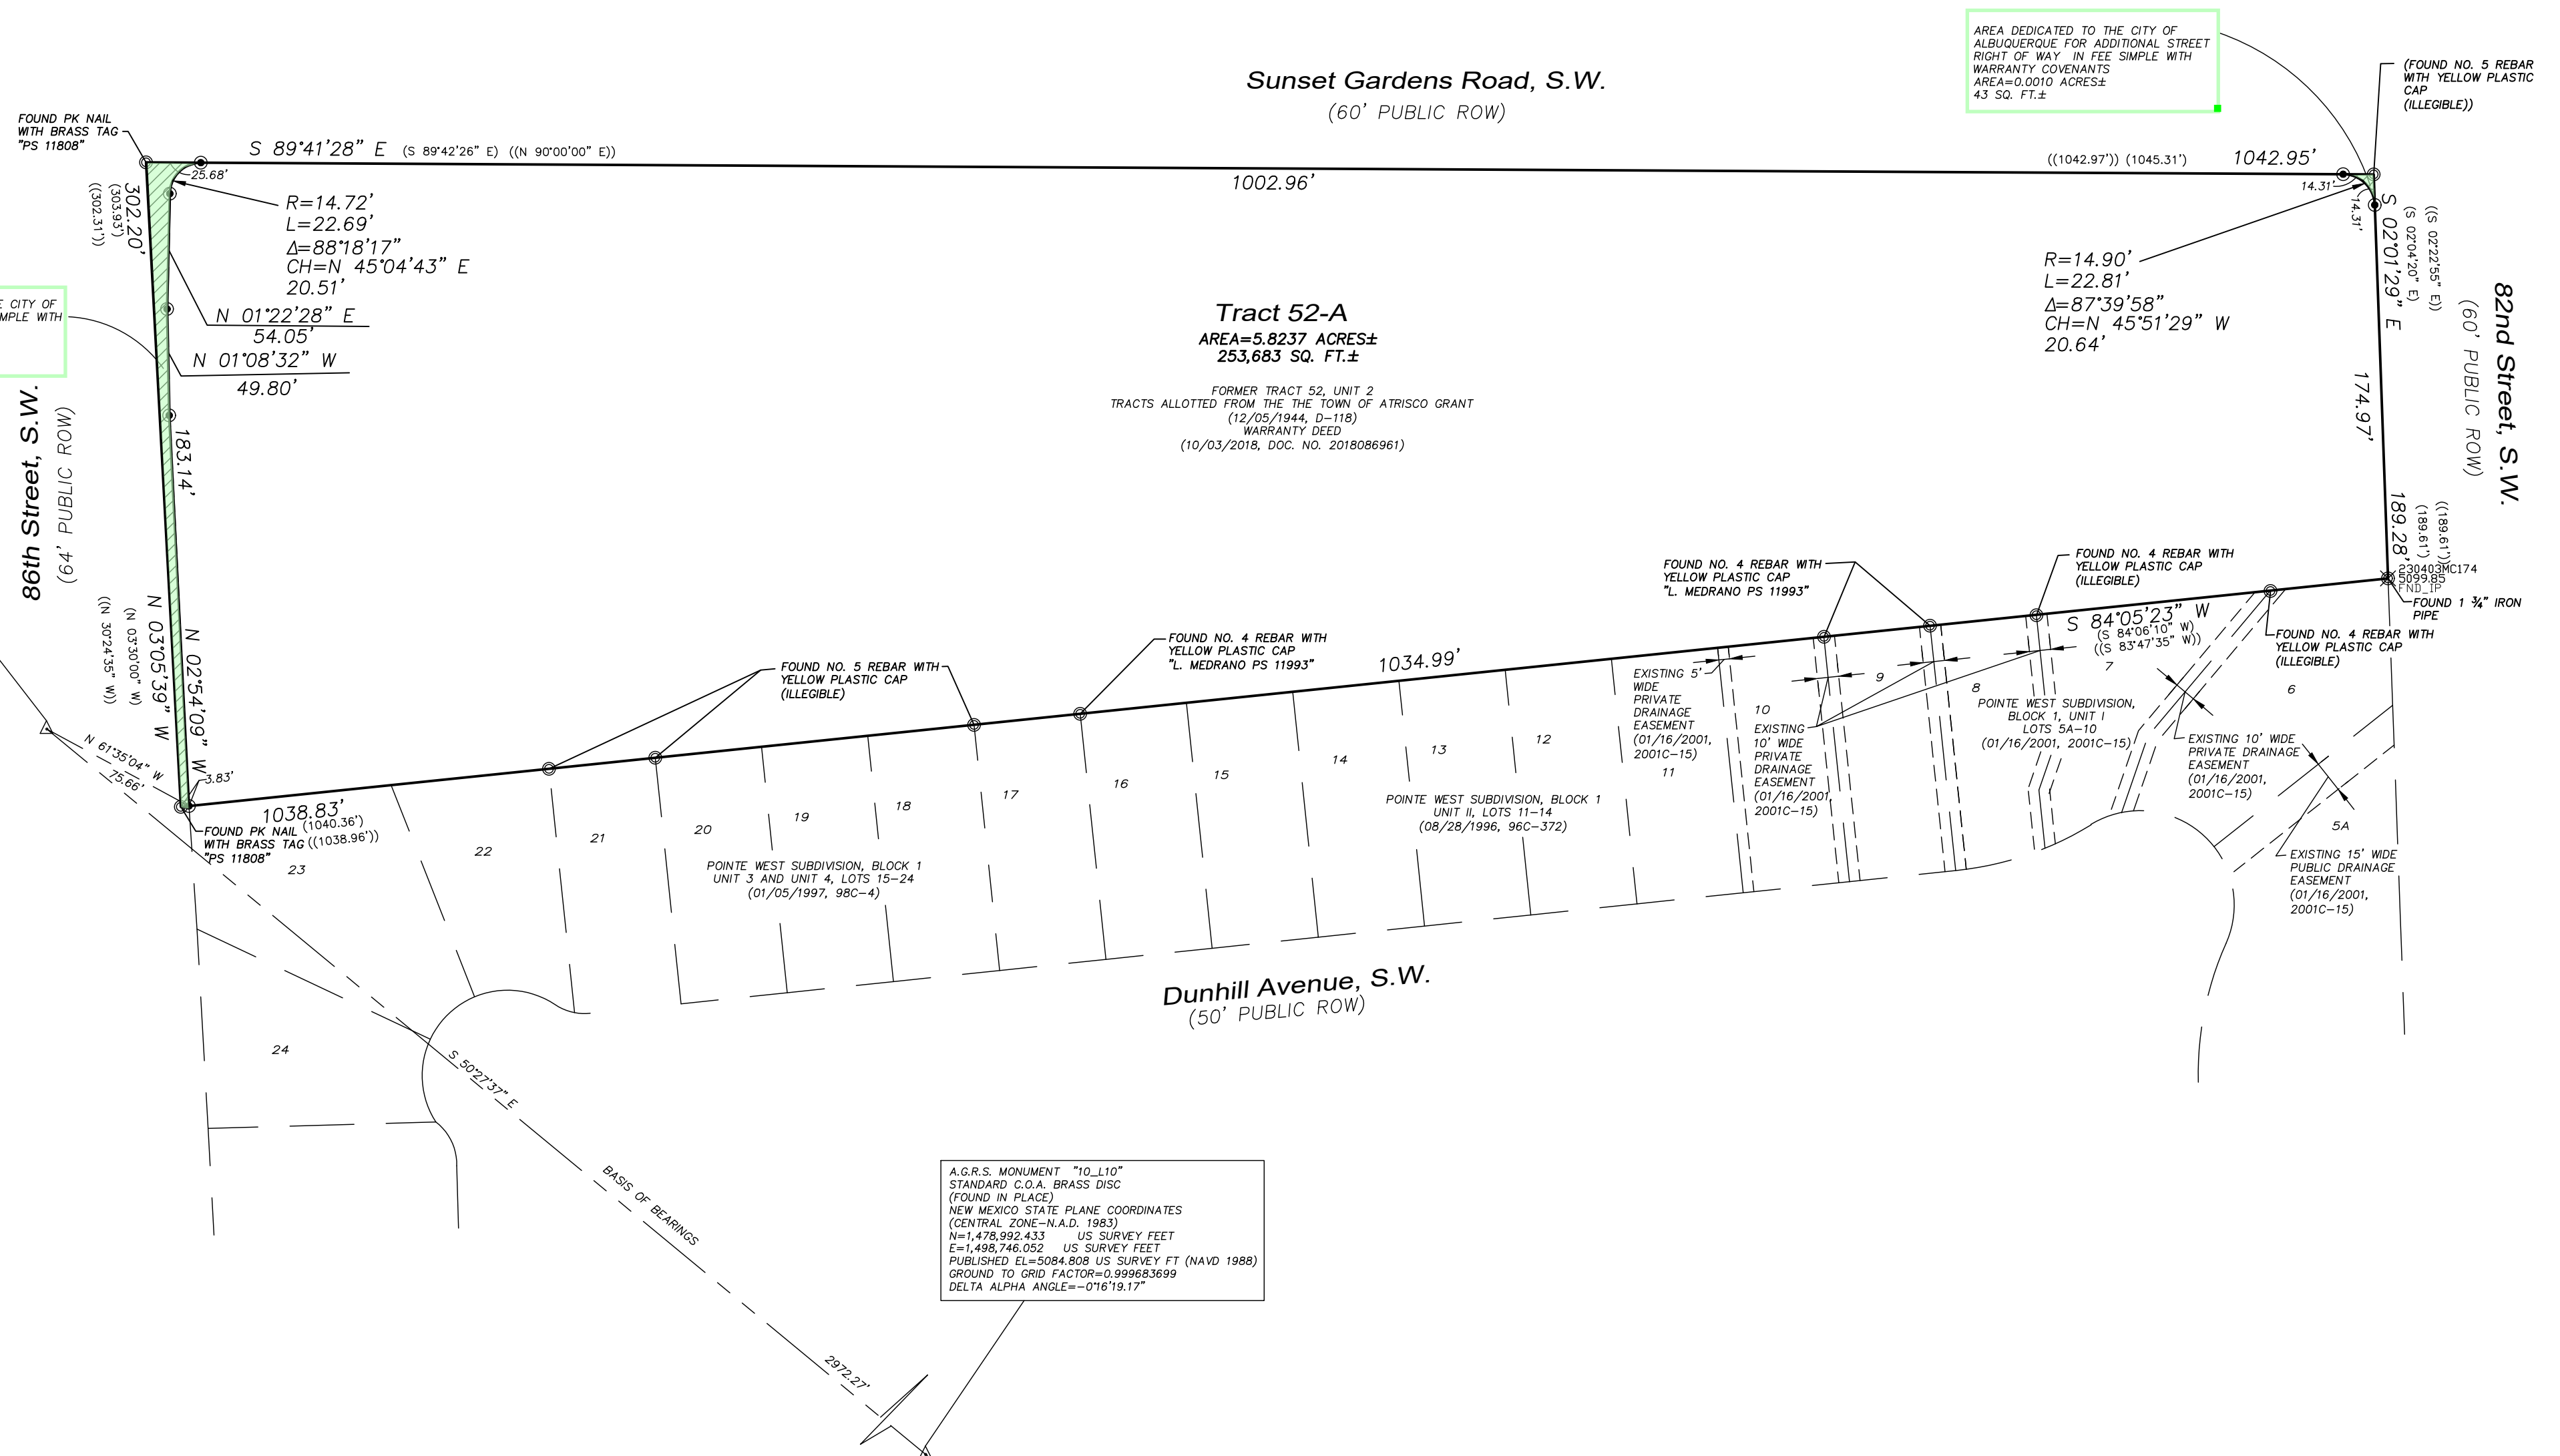 AREA DEDICATED TO THE CITY OF
ALBUQUERQUE FOR ADDITIONAL STREET
RIGHT OF WAY IN FEE SIMPLE WITH
WARRANTY COVENANTS
AREA=0.0010 ACRES±
43 SQ. FT.±
(FOUND NO. 5 REBAR
WITH YELLOW PLASTIC
CAP
(ILLEGIBLE))
Sunset Gardens Road, S.W.
(60' PUBLIC ROW)
FOUND PK NAIL
WITH BRASS TAG
"PS 11808"
S 89°41'28" E (S 89°42'26" E) ((N 90°00'00" E))
((1042.97')) (1045.31') 1042.95'
1002.96'
25.68'
14.31'
14.31'
302.20'
(303.93')
((302.31'))
R=14.72'
L=22.69'
Δ=88°18'17"
CH=N 45°04'43" E
20.51'
N 01°22'28" E
54.05'
N 01°08'32" W
49.80'
E CITY OF
MPLE WITH
R=14.90'
L=22.81'
Δ=87°39'58"
CH=N 45°51'29" W
20.64'
S 02°01'29" E
(S 02°04'20" E)
((S 02°22'55" E))
82nd Street, S.W.
(60' PUBLIC ROW)
Tract 52-A
AREA=5.8237 ACRES±
253,683 SQ. FT.±
FORMER TRACT 52, UNIT 2
TRACTS ALLOTTED FROM THE THE TOWN OF ATRISCO GRANT
(12/05/1944, D-118)
WARRANTY DEED
(10/03/2018, DOC. NO. 2018086961)
174.97'
86th Street, S.W.
(64' PUBLIC ROW)
183.14'
189.28'
(189.61')
((189.61'))
N 03°05'39" W
(N 03°30'00" W)
((N 30°24'35" W))
N 02°54'09" W
230403MC174
5099.85
FND_IP
FOUND 1 ¾" IRON
PIPE
FOUND NO. 4 REBAR WITH
YELLOW PLASTIC CAP
"L. MEDRANO PS 11993"
FOUND NO. 4 REBAR WITH
YELLOW PLASTIC CAP
(ILLEGIBLE)
S 84°05'23" W
(S 84°06'10" W)
((S 83°47'35" W))
FOUND NO. 4 REBAR WITH
YELLOW PLASTIC CAP
(ILLEGIBLE)
FOUND NO. 4 REBAR WITH
YELLOW PLASTIC CAP
"L. MEDRANO PS 11993"
FOUND NO. 5 REBAR WITH
YELLOW PLASTIC CAP
(ILLEGIBLE)
1034.99'
N 61°35'04" W
75.66'
3.83'
1038.83'
(1040.36')
((1038.96'))
FOUND PK NAIL
WITH BRASS TAG
"PS 11808"
23
22
21
20
19
18
17
16
15
14
13
12
11
10
9
8
7
6
5A
24
EXISTING 5'
WIDE
PRIVATE
DRAINAGE
EASEMENT
(01/16/2001,
2001C-15)
EXISTING
10' WIDE
PRIVATE
DRAINAGE
EASEMENT
(01/16/2001,
2001C-15)
POINTE WEST SUBDIVISION,
BLOCK 1, UNIT I
LOTS 5A-10
(01/16/2001, 2001C-15)
EXISTING 10' WIDE
PRIVATE DRAINAGE
EASEMENT
(01/16/2001,
2001C-15)
EXISTING 15' WIDE
PUBLIC DRAINAGE
EASEMENT
(01/16/2001,
2001C-15)
POINTE WEST SUBDIVISION, BLOCK 1
UNIT II, LOTS 11-14
(08/28/1996, 96C-372)
POINTE WEST SUBDIVISION, BLOCK 1
UNIT 3 AND UNIT 4, LOTS 15-24
(01/05/1997, 98C-4)
Dunhill Avenue, S.W.
(50' PUBLIC ROW)
S 50°27'37" E
BASIS OF BEARINGS
2972.27'
A.G.R.S. MONUMENT "10_L10"
STANDARD C.O.A. BRASS DISC
(FOUND IN PLACE)
NEW MEXICO STATE PLANE COORDINATES
(CENTRAL ZONE-N.A.D. 1983)
N=1,478,992.433 US SURVEY FEET
E=1,498,746.052 US SURVEY FEET
PUBLISHED EL=5084.808 US SURVEY FT (NAVD 1988)
GROUND TO GRID FACTOR=0.999683699
DELTA ALPHA ANGLE=-0°16'19.17"